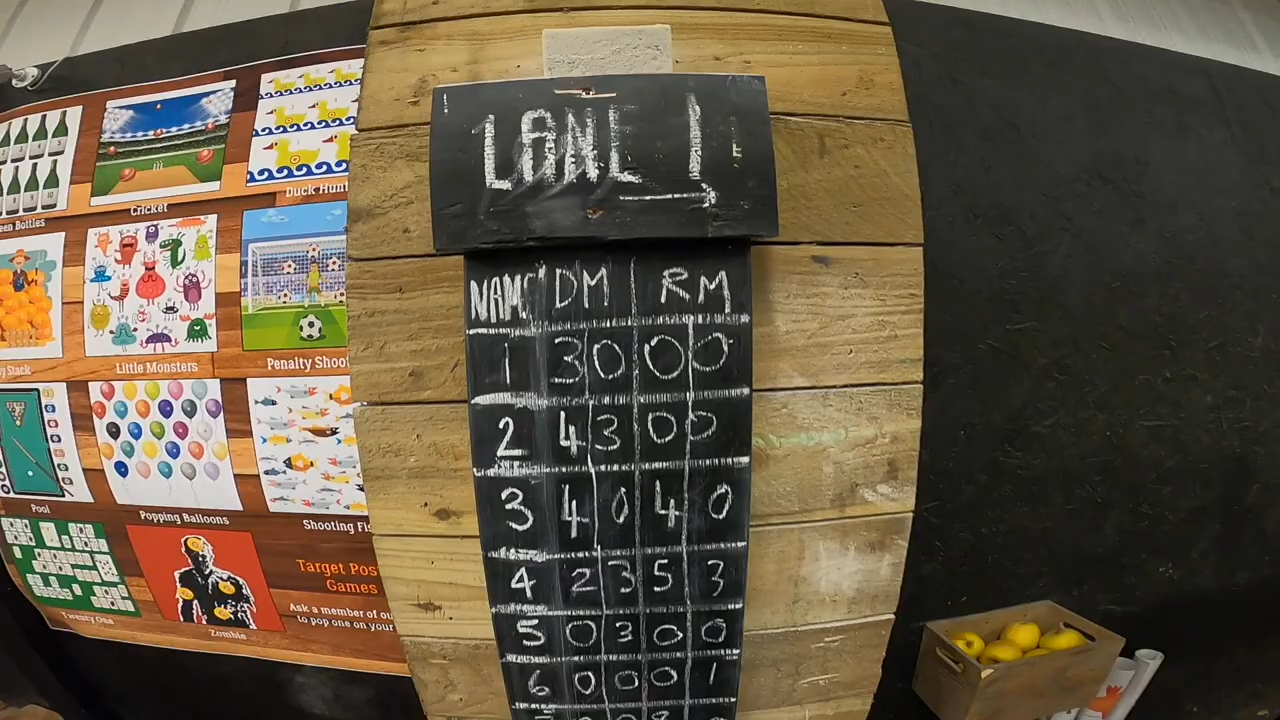 LANE 1
NAME DM RM
1 3 0 0 0
2 4 3 0 0
3 4 0 4 0
4 2 3 5 3
5 0 3 0 0
6 0 0 0 1
een Bottles
Cricket
Duck Hunt
y Stack
Little Monsters
Penalty Shoo
Pool
Popping Balloons
Shooting Fis
Twenty One
Zombie
Target Pos
Games
Ask a member of ou
to pop one on your